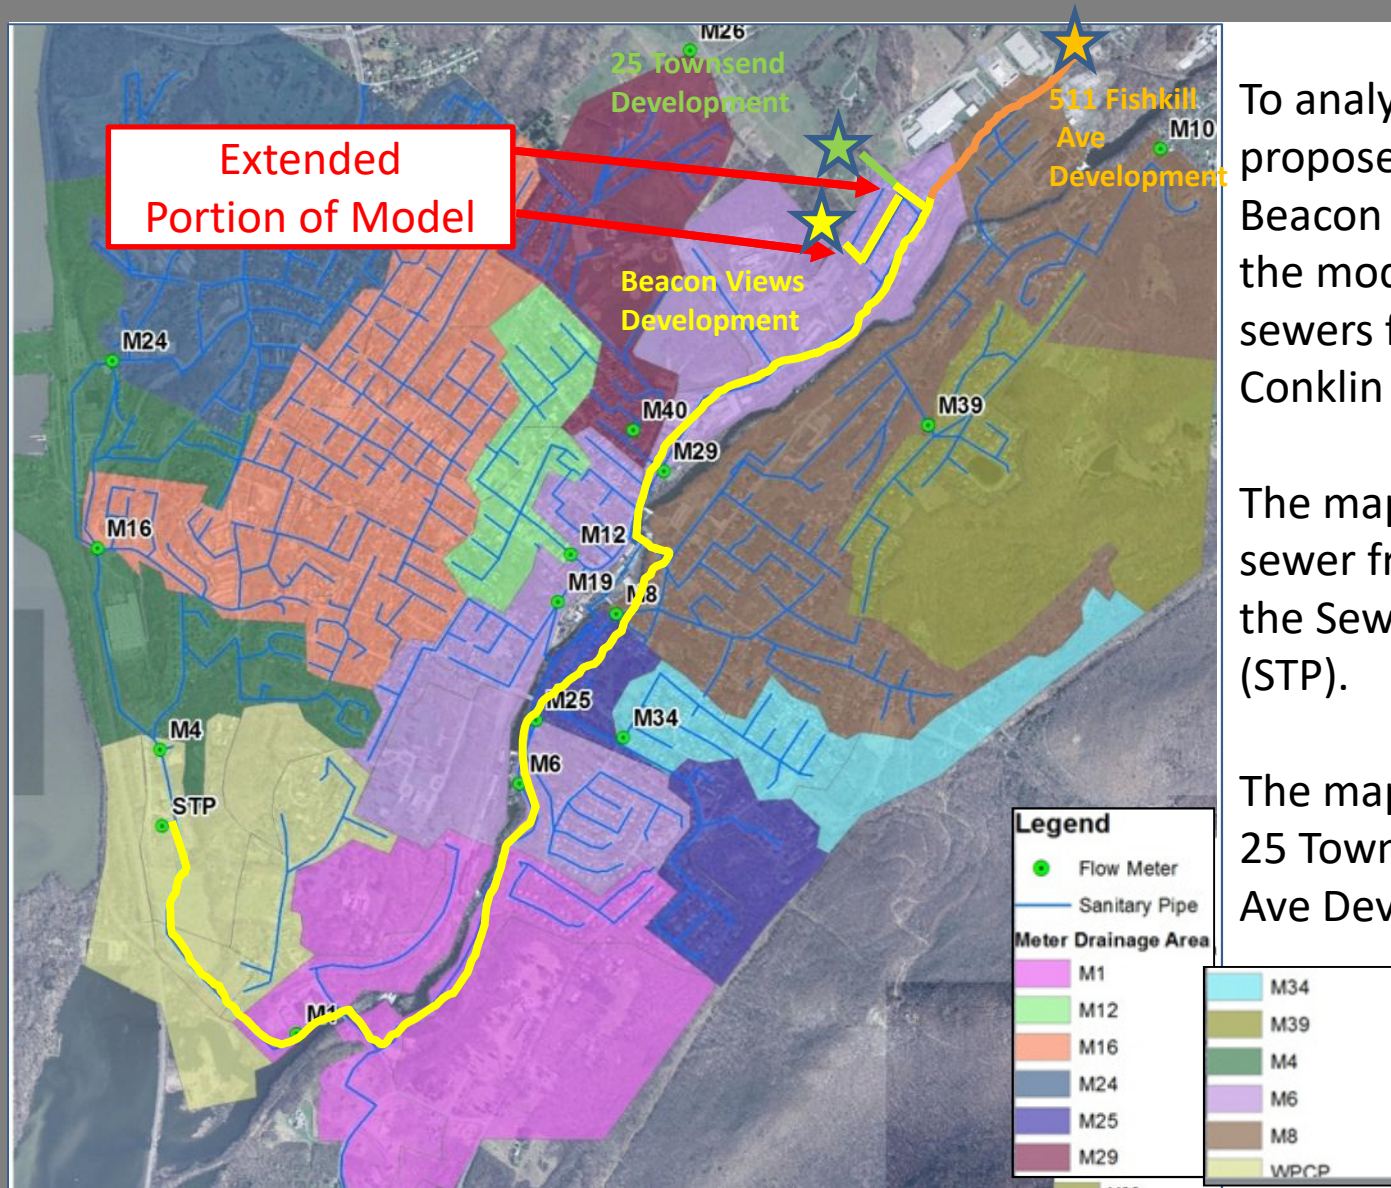 M26
25 Townsend
Development
511 Fishkill
Ave
Development
M10
Extended
Portion of Model
Beacon Views
Development
M24
M40
M39
M29
M16
M12
M19
M8
M25
M34
M4
M6
STP
M1
Legend
Flow Meter
Sanitary Pipe
Meter Drainage Area
M1
M12
M16
M24
M25
M29
M34
M39
M4
M6
M8
WPCP
To analy
propose
Beacon
the mod
sewers f
Conklin
The map
sewer fr
the Sew
(STP).
The map
25 Town
Ave Dev